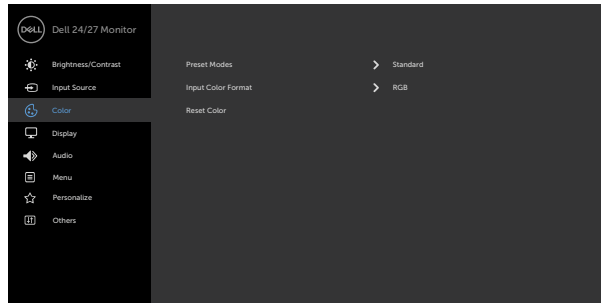 DELL Dell 24/27 Monitor
Brightness/Contrast Preset Modes Standard
Input Source Input Color Format RGB
Color Reset Color
Display
Audio
Menu
Personalize
Others